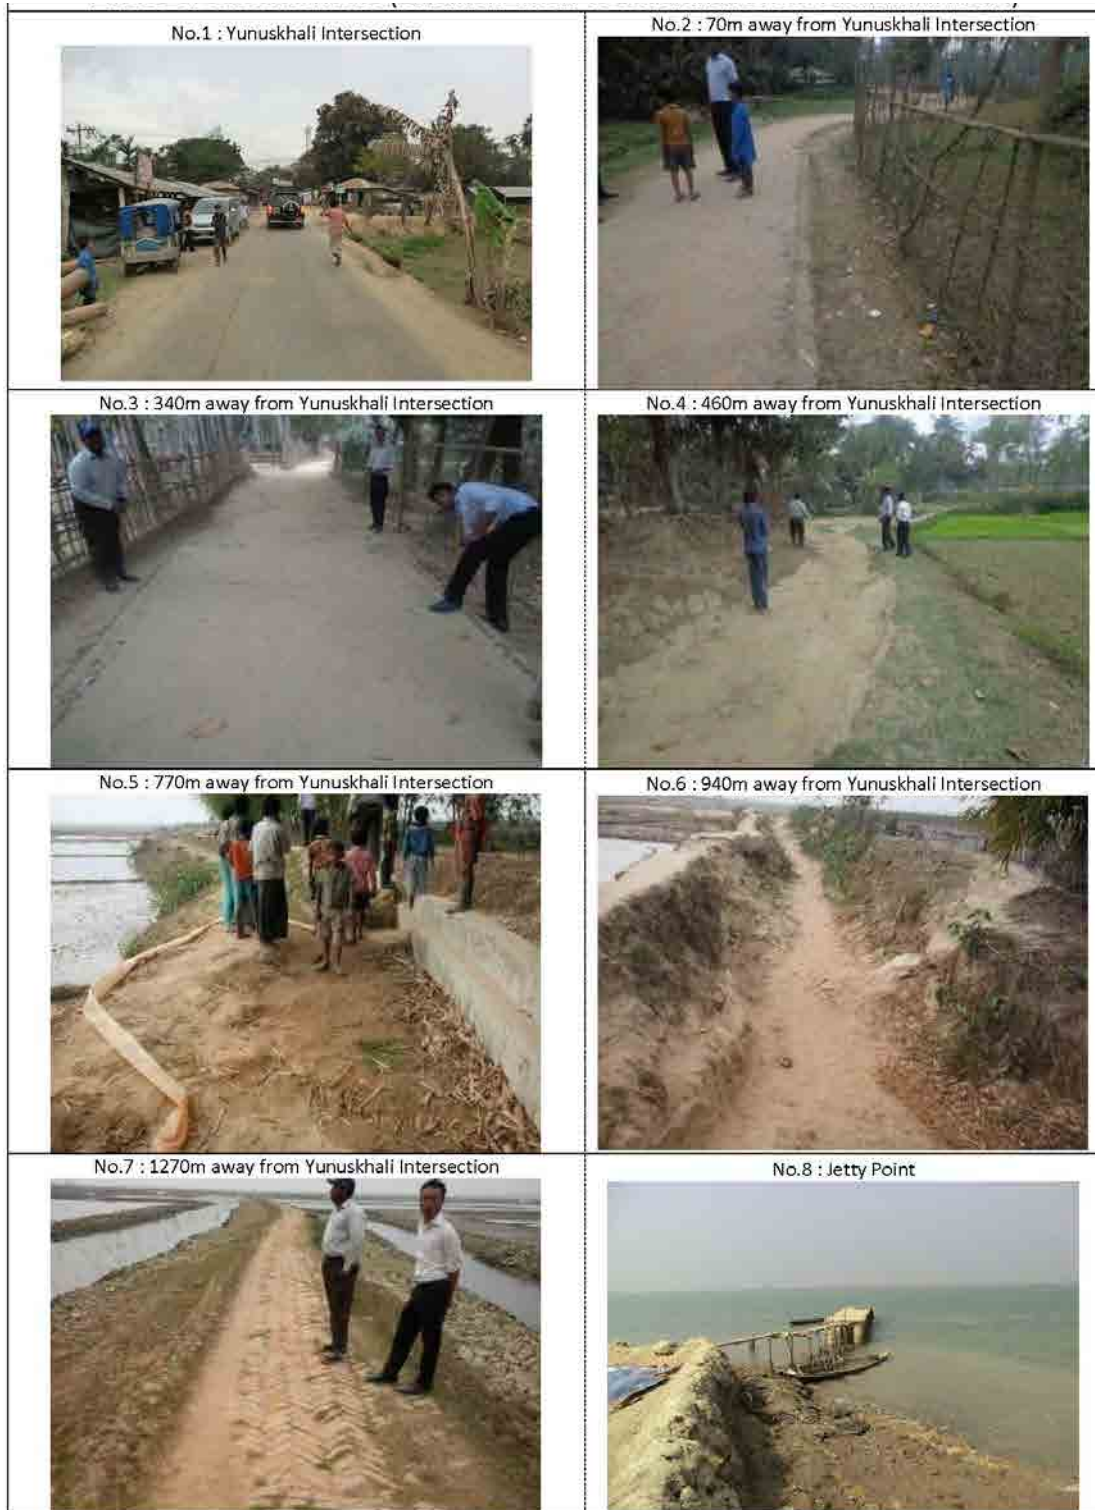 No.1 : Yunuskhali Intersection
No.2 : 70m away from Yunuskhali Intersection
No.3 : 340m away from Yunuskhali Intersection
No.4 : 460m away from Yunuskhali Intersection
No.5 : 770m away from Yunuskhali Intersection
No.6 : 940m away from Yunuskhali Intersection
No.7 : 1270m away from Yunuskhali Intersection
No.8 : Jetty Point